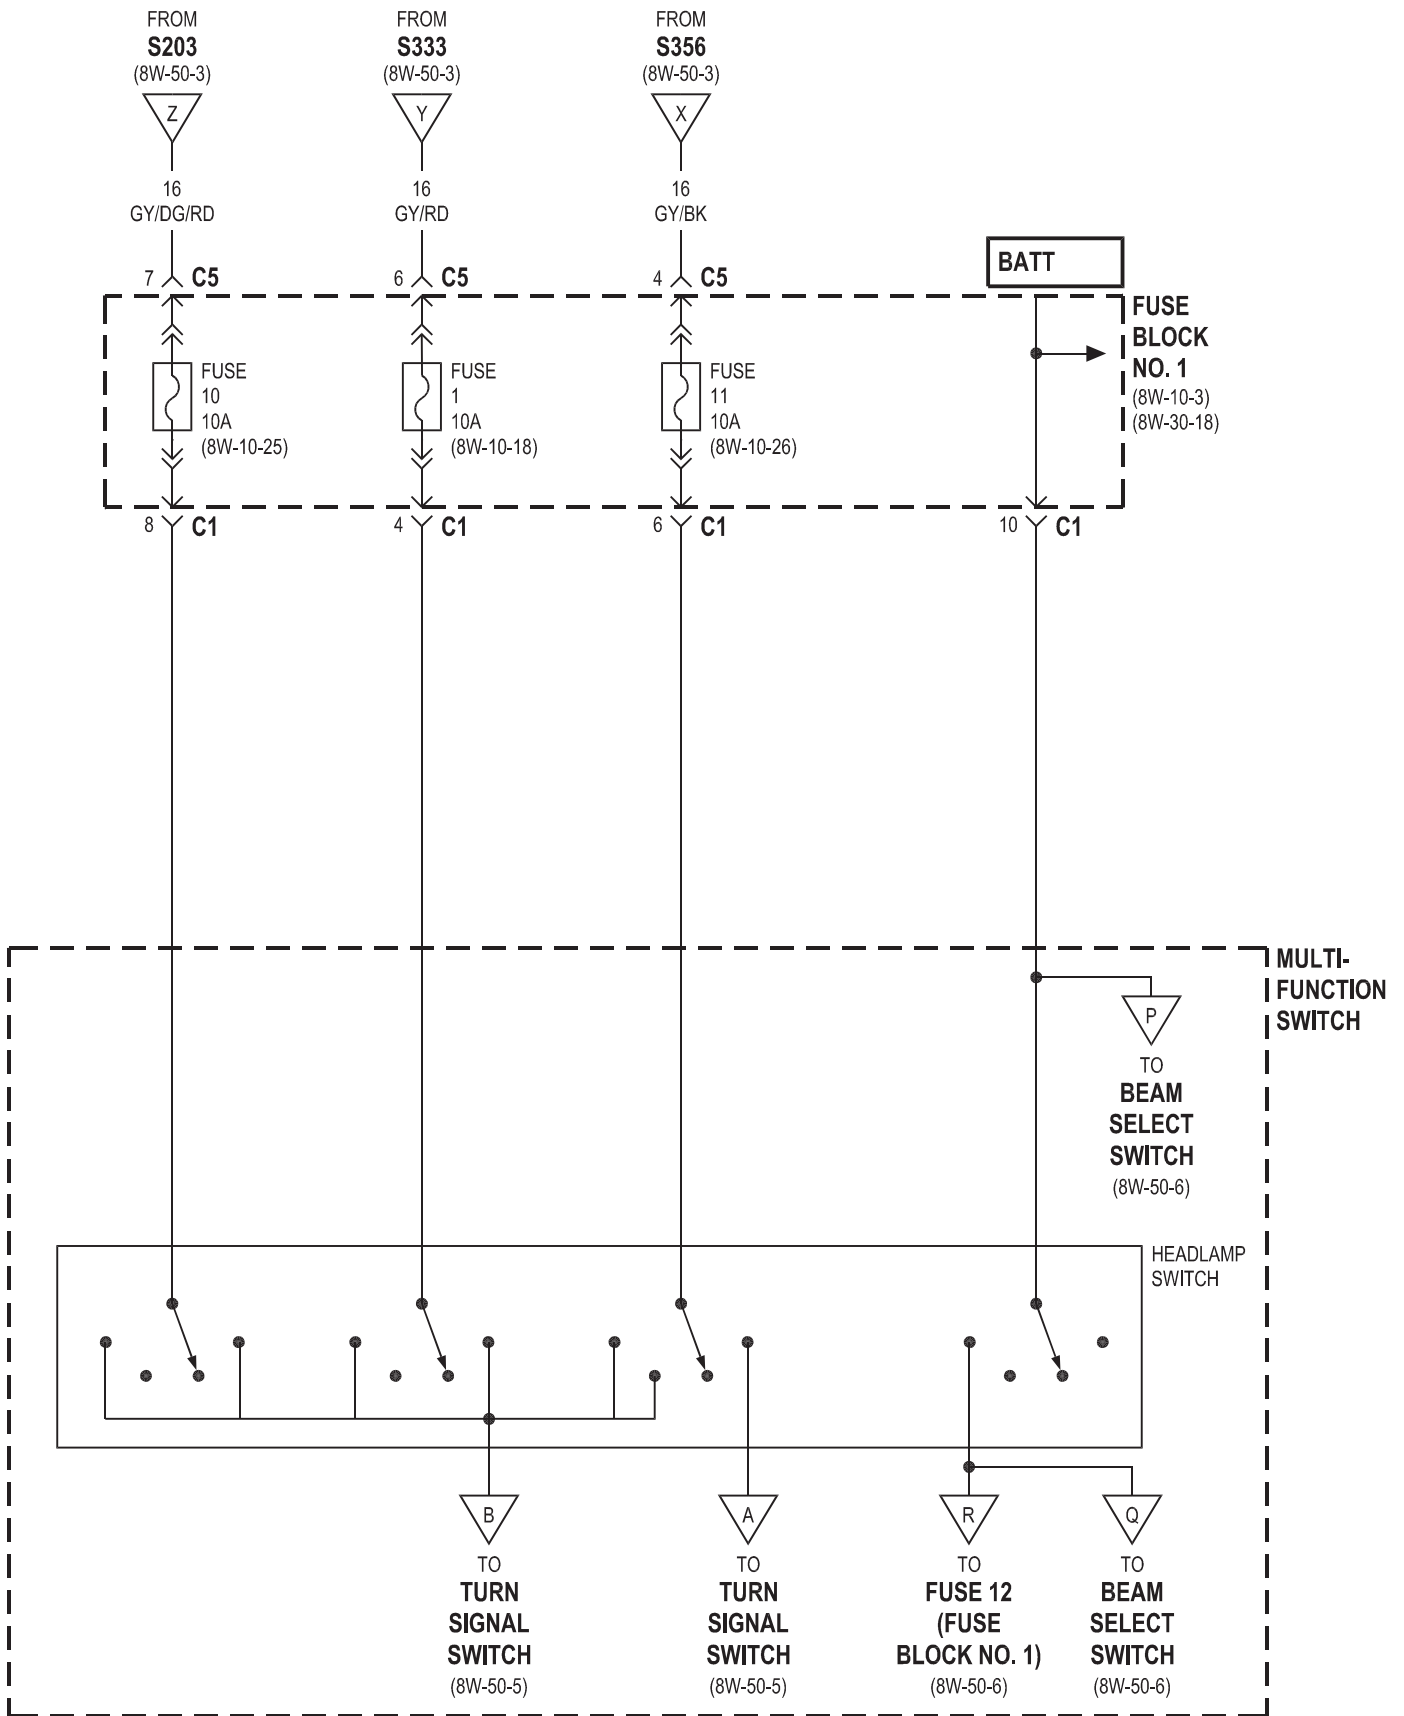 FROM
S203
(8W-50-3)
Z
16
GY/DG/RD
FROM
S333
(8W-50-3)
Y
16
GY/RD
FROM
S356
(8W-50-3)
X
16
GY/BK
7 C5
6 C5
4 C5
BATT
FUSE
BLOCK
NO. 1
(8W-10-3)
(8W-30-18)
FUSE
10
10A
(8W-10-25)
FUSE
1
10A
(8W-10-18)
FUSE
11
10A
(8W-10-26)
8 C1
4 C1
6 C1
10 C1
MULTI-
FUNCTION
SWITCH
P
TO
BEAM
SELECT
SWITCH
(8W-50-6)
HEADLAMP
SWITCH
B
TO
TURN
SIGNAL
SWITCH
(8W-50-5)
A
TO
TURN
SIGNAL
SWITCH
(8W-50-5)
R
TO
FUSE 12
(FUSE
BLOCK NO. 1)
(8W-50-6)
Q
TO
BEAM
SELECT
SWITCH
(8W-50-6)